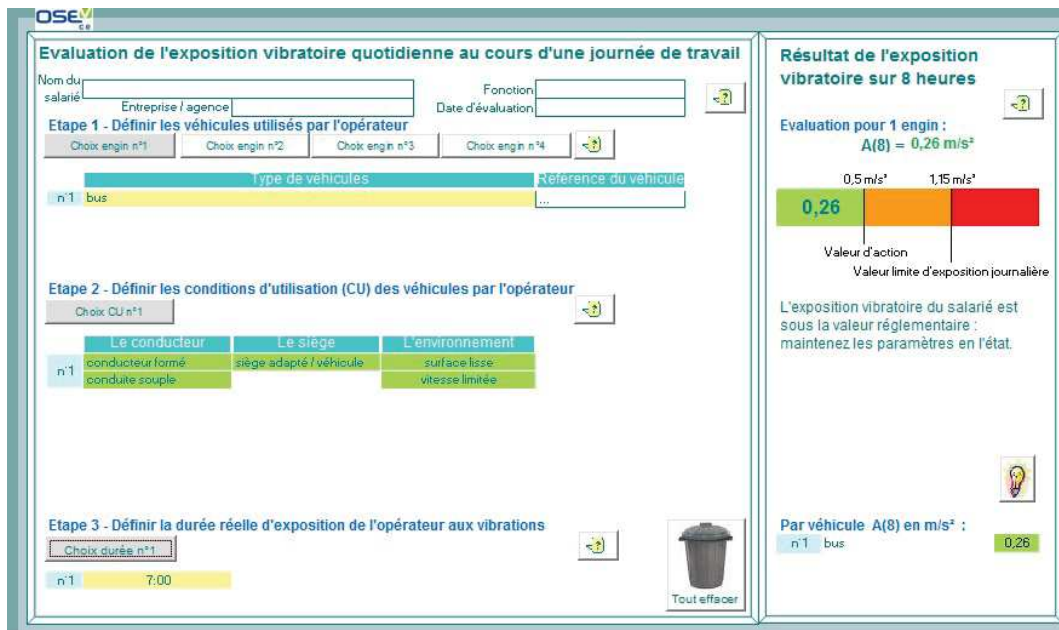 OSEV
ce
Evaluation de l'exposition vibratoire quotidienne au cours d'une journée de travail
Nom du
salarié
Fonction
Entreprise / agence
Date d'évaluation
Etape 1 - Définir les véhicules utilisés par l'opérateur
Choix engin n°1
Choix engin n°2
Choix engin n°3
Choix engin n°4
Type de véhicules
Référence du véhicule
n°1
bus
...
Etape 2 - Définir les conditions d'utilisation (CU) des véhicules par l'opérateur
Choix CU n°1
Le conducteur
Le siège
L'environnement
n°1
conducteur formé
siège adapté / véhicule
surface lisse
conduite souple
vitesse limitée
Etape 3 - Définir la durée réelle d'exposition de l'opérateur aux vibrations
Choix durée n°1
n°1
7:00
Tout effacer
Résultat de l'exposition
vibratoire sur 8 heures
Evaluation pour 1 engin :
A(8) = 0,26 m/s²
0,5 m/s²
1,15 m/s²
0,26
Valeur d'action
Valeur limite d'exposition journalière
L'exposition vibratoire du salarié est
sous la valeur réglementaire :
maintenez les paramètres en l'état.
Par véhicule A(8) en m/s² :
n°1 bus 0,26